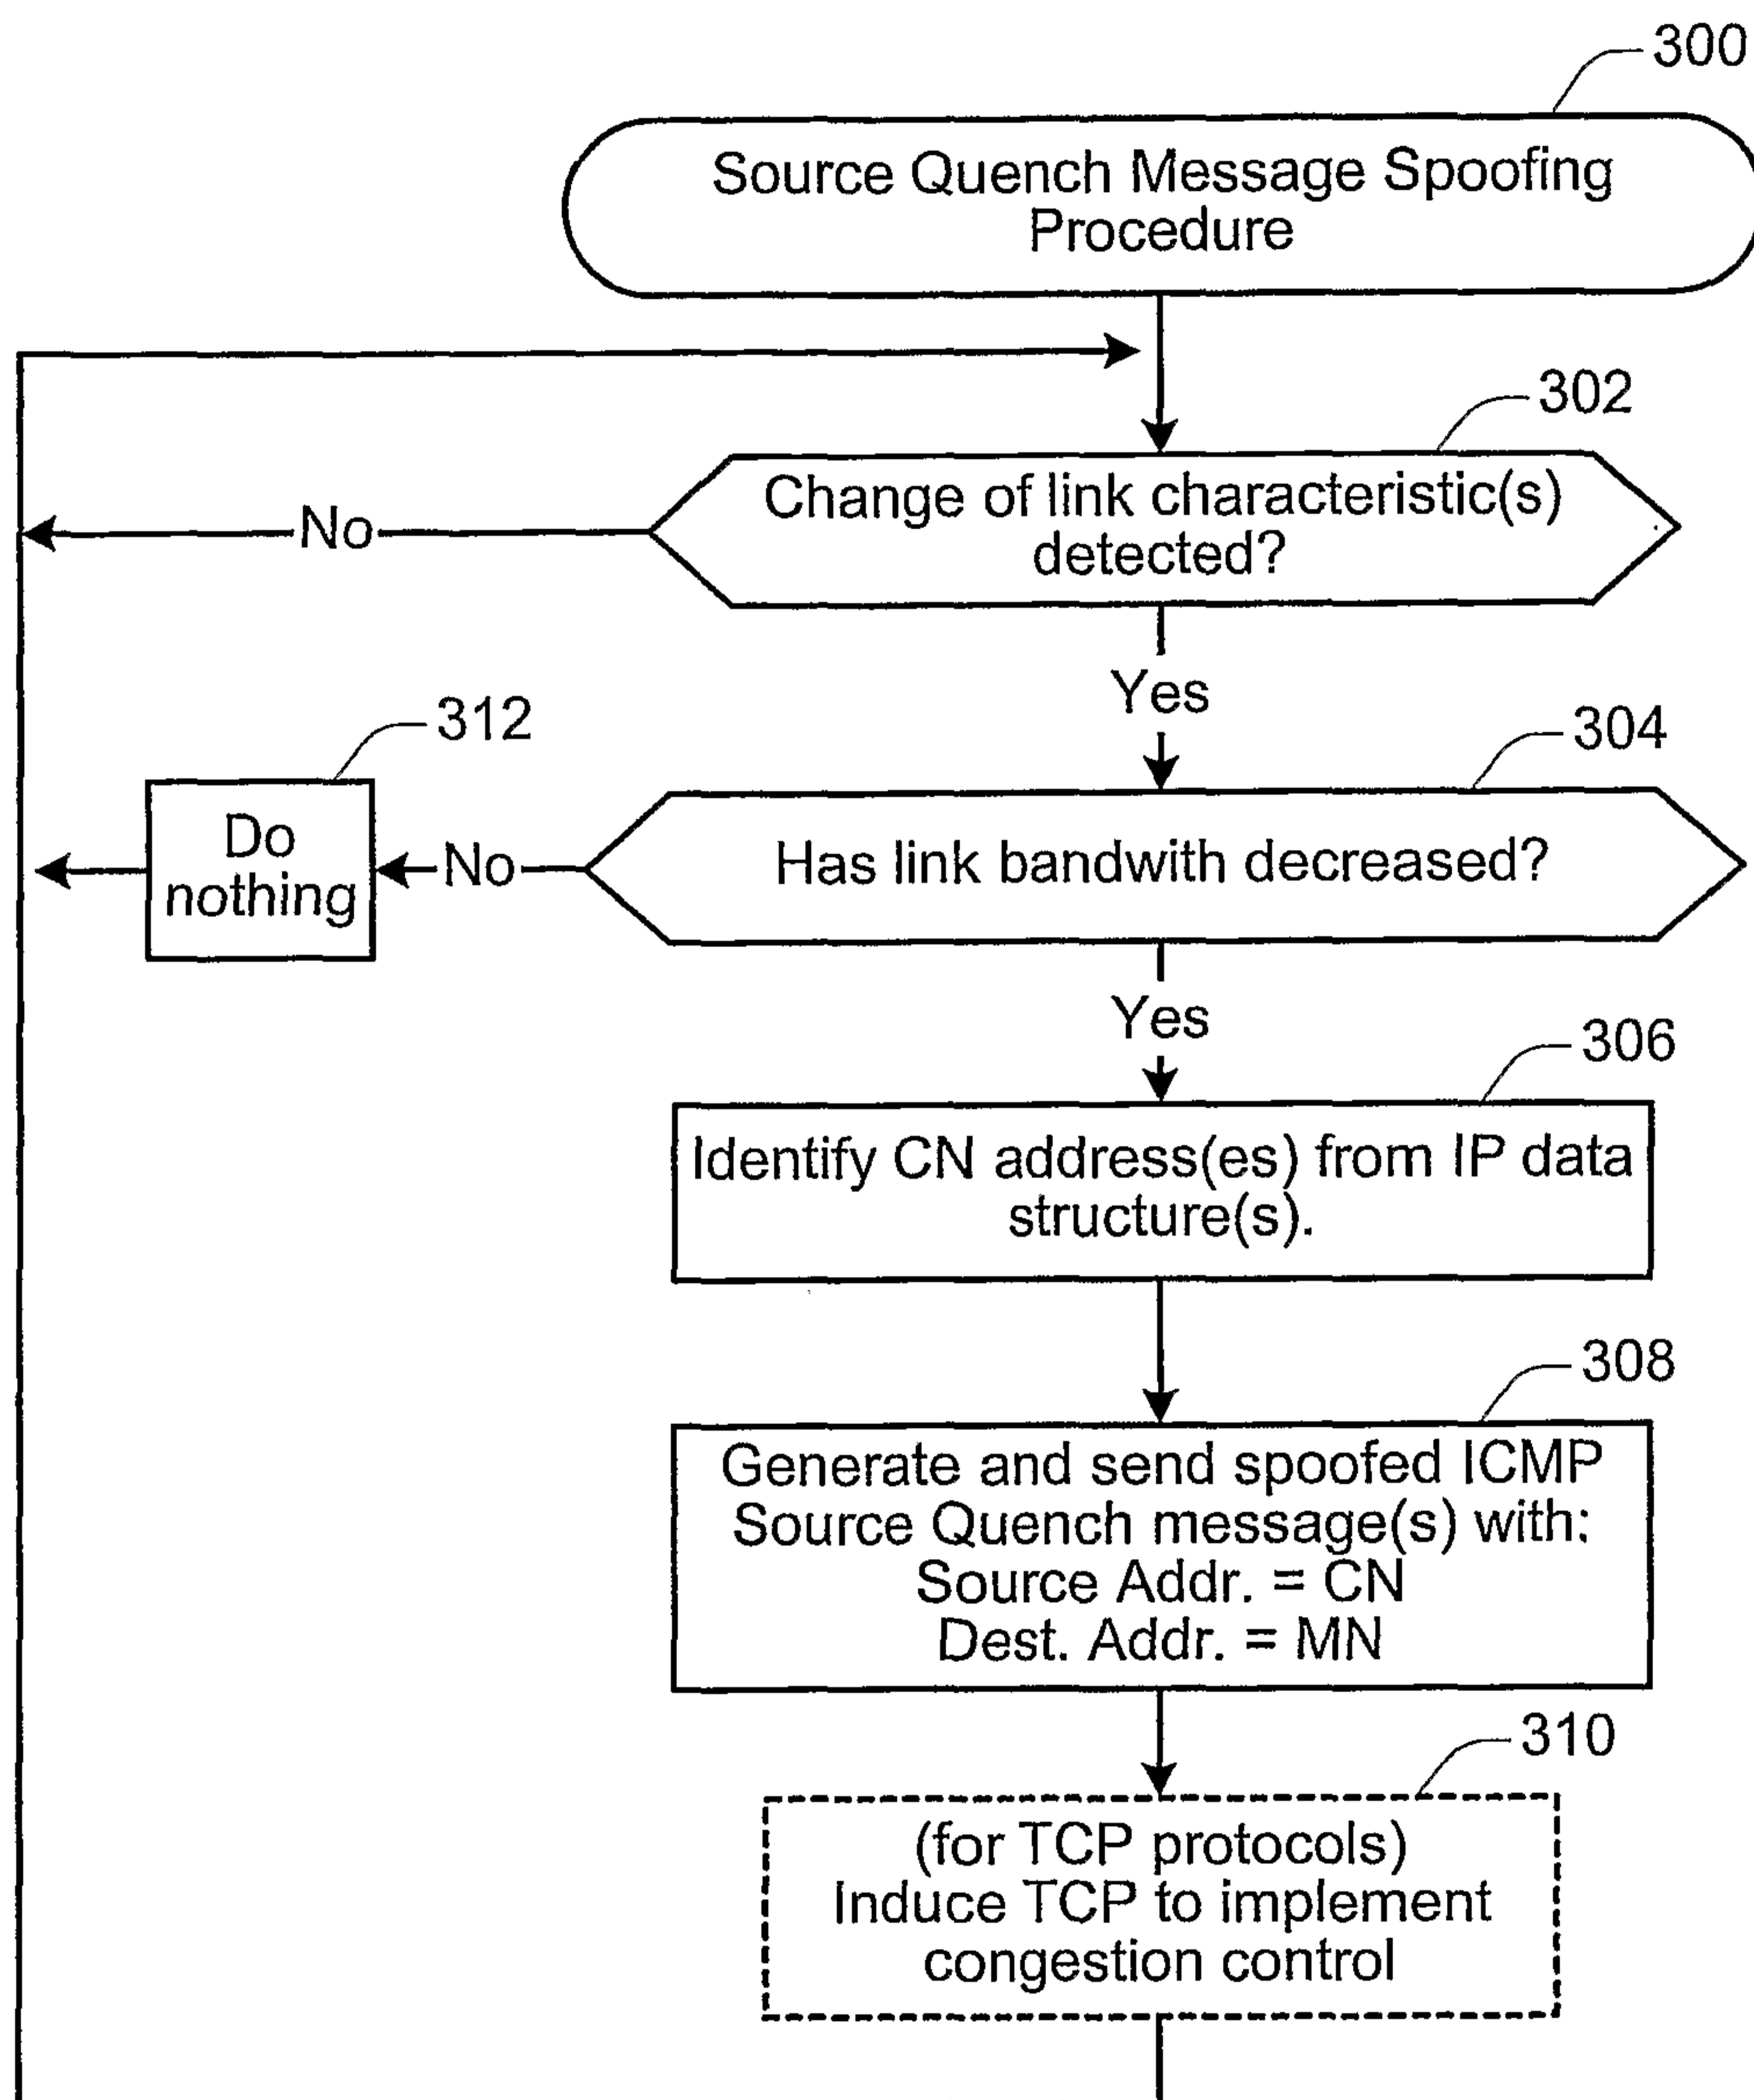 300
Source Quench Message Spoofing
Procedure
302
Change of link characteristic(s)
detected?
No
Yes
312
304
Do
nothing
No
Has link bandwith decreased?
Yes
306
Identify CN address(es) from IP data
structure(s).
308
Generate and send spoofed ICMP
Source Quench message(s) with:
Source Addr. = CN
Dest. Addr. = MN
310
(for TCP protocols)
Induce TCP to implement
congestion control